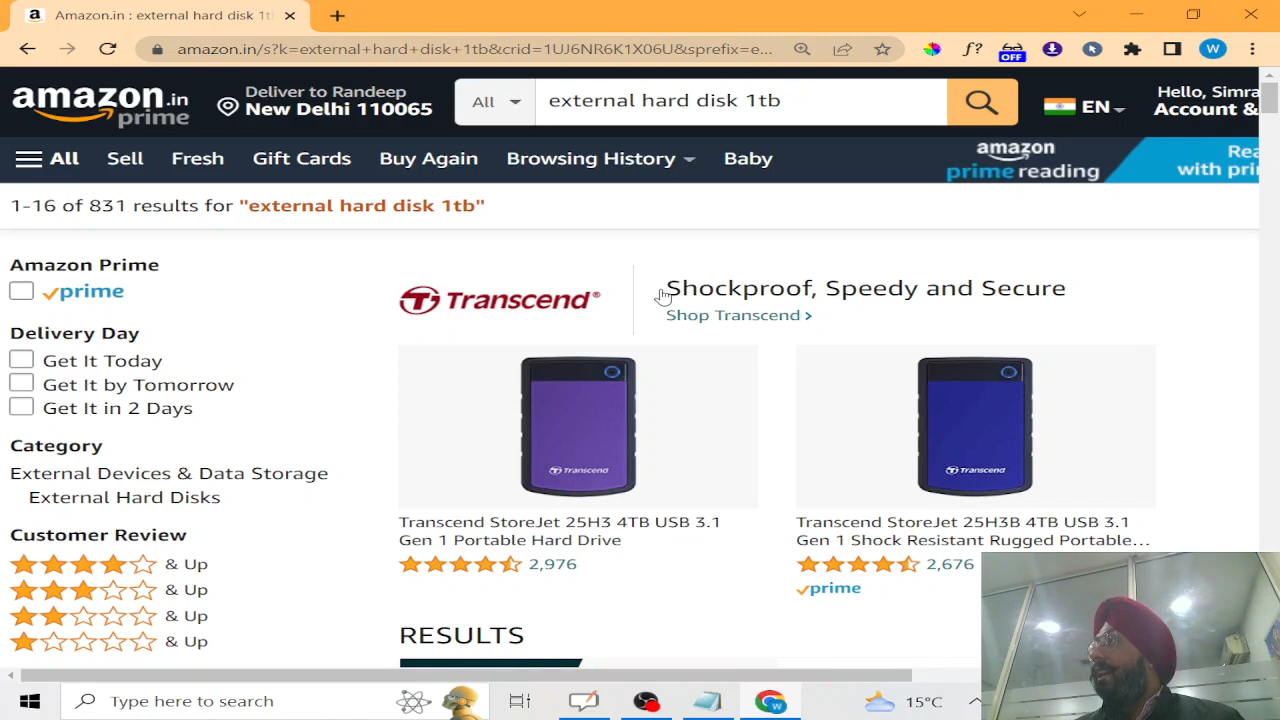 Amazon.in : external hard disk 1t
amazon.in/s?k=external+hard+disk+1tb&crid=1UJ6NR6K1X06U&sprefix=e...
f?
OFF
W
amazon.in
prime
Deliver to Randeep
New Delhi 110065
All
external hard disk 1tb
EN
Hello, Simra
Account &
All
Sell
Fresh
Gift Cards
Buy Again
Browsing History
Baby
amazon
prime reading
Rea
with pri
1-16 of 831 results for "external hard disk 1tb"
Amazon Prime
prime
Delivery Day
Get It Today
Get It by Tomorrow
Get It in 2 Days
Category
External Devices & Data Storage
External Hard Disks
Customer Review
& Up
& Up
& Up
& Up
Transcend®
Shockproof, Speedy and Secure
Shop Transcend ›
Transcend
Transcend
Transcend StoreJet 25H3 4TB USB 3.1
Gen 1 Portable Hard Drive
2,976
Transcend StoreJet 25H3B 4TB USB 3.1
Gen 1 Shock Resistant Rugged Portable...
2,676
prime
RESULTS
Type here to search
W
15°C